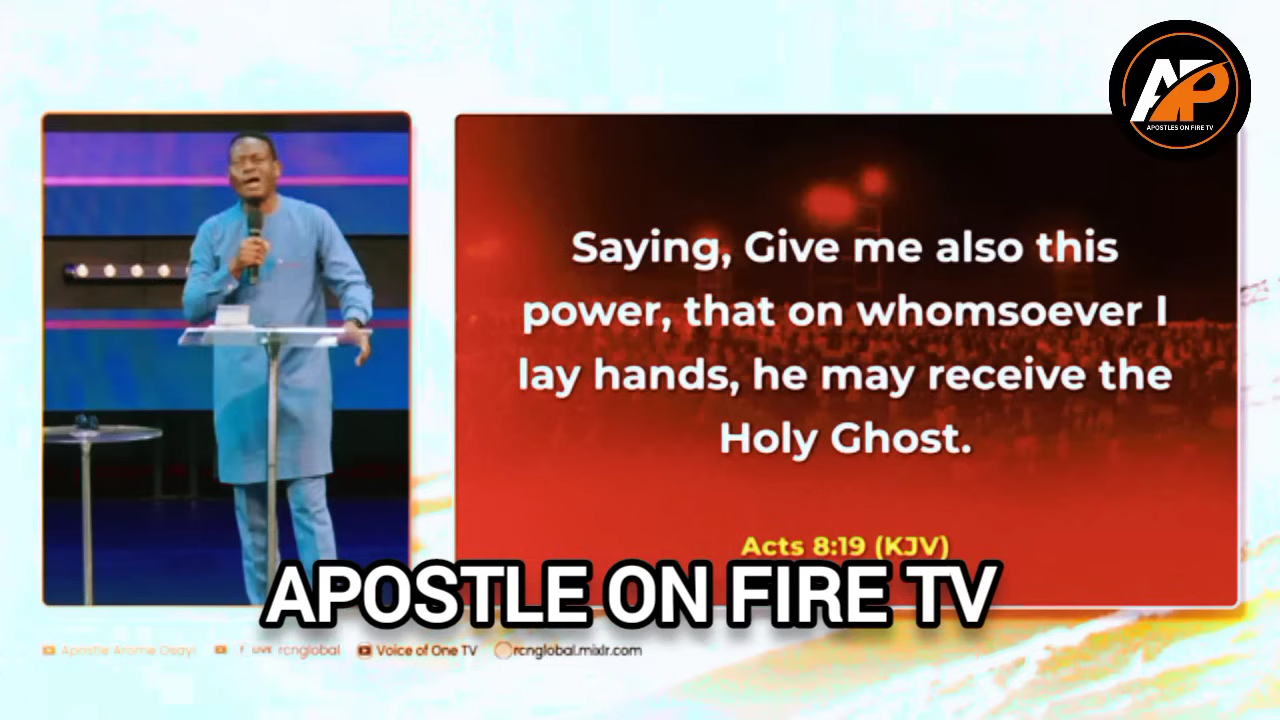 AP
APOSTLES ON FIRE TV
Saying, Give me also this
power, that on whomsoever I
lay hands, he may receive the
Holy Ghost.
Acts 8:19 (KJV)
APOSTLE ON FIRE TV
Apostle Arome Osayi f LIVE rcnglobal Voice of One TV rcnglobal.mixlr.com